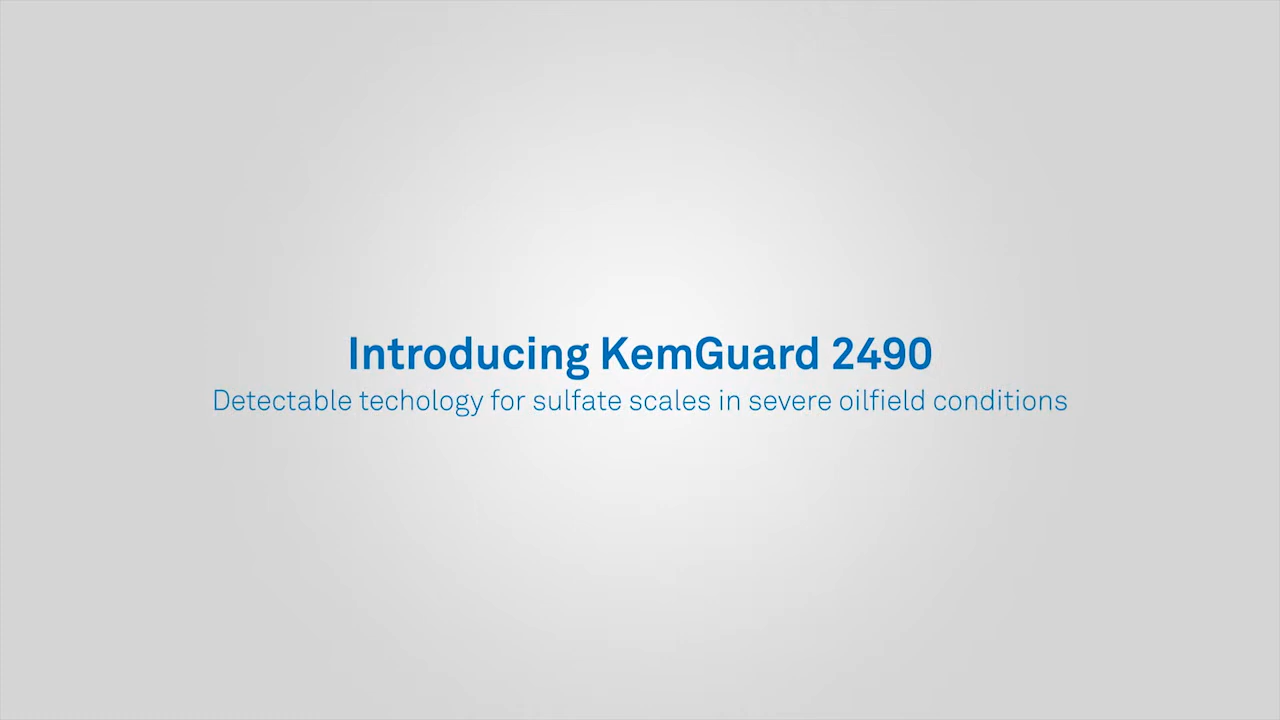 Introducing KemGuard 2490
Detectable techology for sulfate scales in severe oilfield conditions